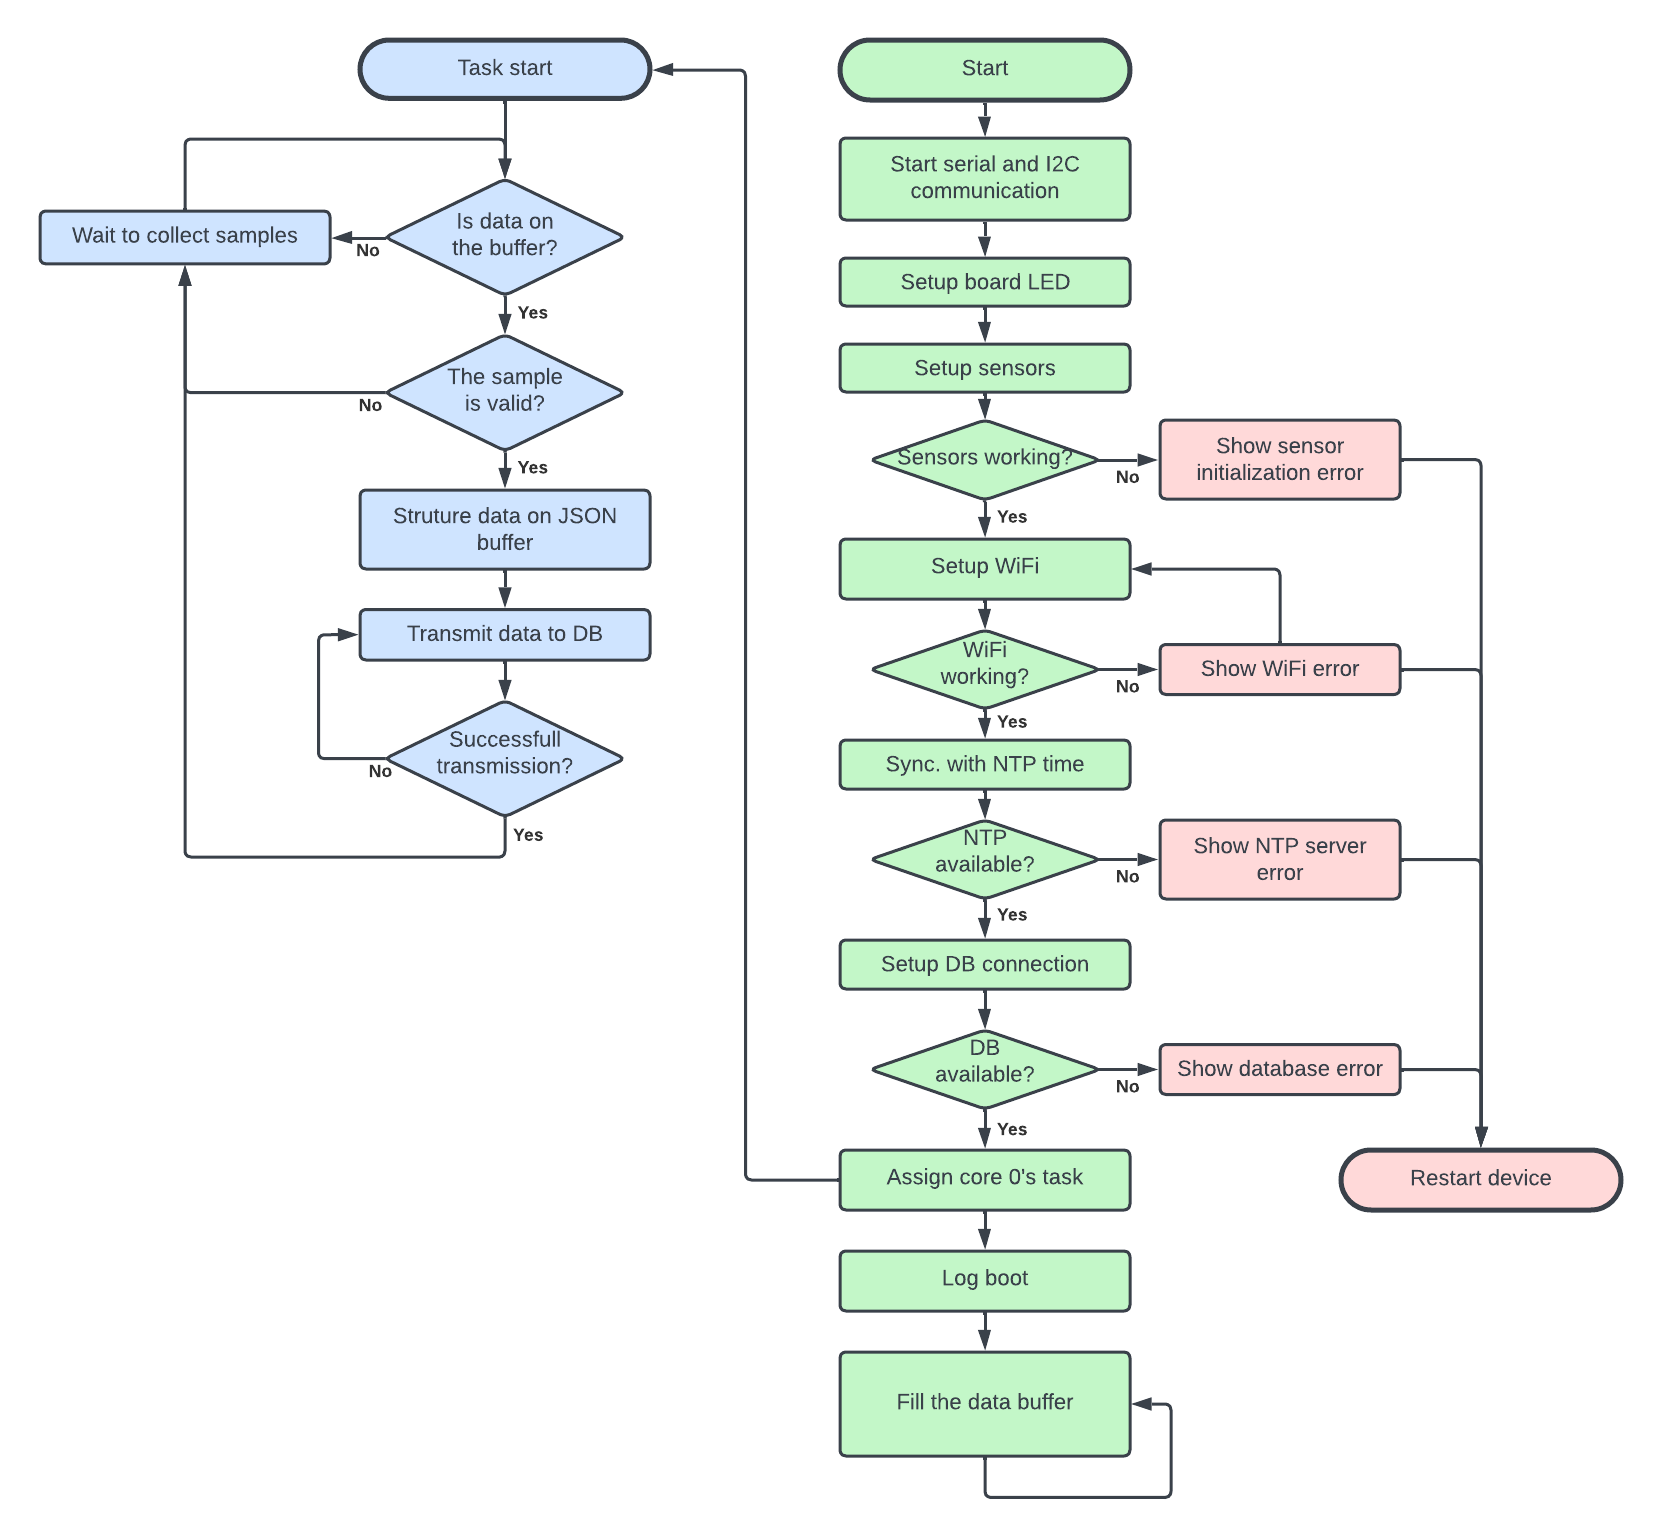 Task start
Is data on
the buffer?
No
Wait to collect samples
Yes
The sample
is valid?
No
Yes
Struture data on JSON
buffer
Transmit data to DB
Successfull
transmission?
No
Yes
Start
Start serial and I2C
communication
Setup board LED
Setup sensors
Sensors working?
No
Show sensor
initialization error
Yes
Setup WiFi
WiFi
working?
No
Show WiFi error
Yes
Sync. with NTP time
NTP
available?
No
Show NTP server
error
Yes
Setup DB connection
DB
available?
No
Show database error
Yes
Assign core 0's task
Restart device
Log boot
Fill the data buffer